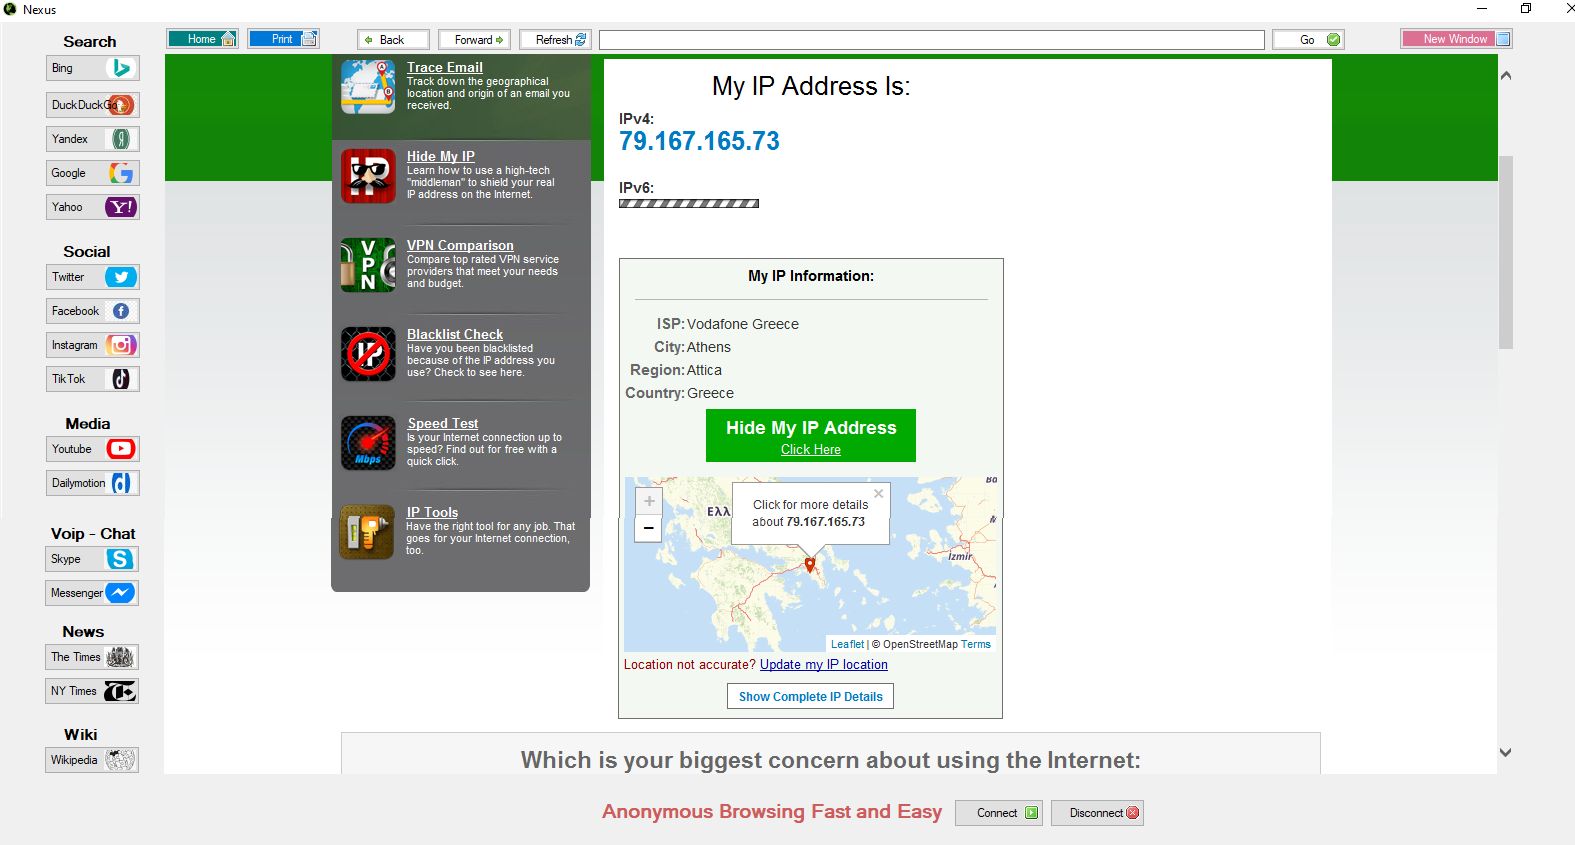 Nexus
Search
Bing
DuckDuckGo
Yandex
Google
Yahoo
Social
Twitter
Facebook
Instagram
TikTok
Media
Youtube
Dailymotion
Voip - Chat
Skype
Messenger
News
The Times
NY Times
Wiki
Wikipedia
Home
Print
Back
Forward
Refresh
Go
New Window
Trace Email
Track down the geographical
location and origin of an email you
received.
Hide My IP
Learn how to use a high-tech
"middleman" to shield your real
IP address on the Internet.
VPN
VPN Comparison
Compare top rated VPN service
providers that meet your needs
and budget.
Blacklist Check
Have you been blacklisted
because of the IP address you
use? Check to see here.
Mbps
Speed Test
Is your Internet connection up to
speed? Find out for free with a
quick click.
IP Tools
Have the right tool for any job. That
goes for your Internet connection,
too.
My IP Address Is:
IPv4:
79.167.165.73
IPv6:
My IP Information:
ISP: Vodafone Greece
City: Athens
Region: Attica
Country: Greece
Hide My IP Address
Click Here
+
−
Click for more details
about 79.167.165.73
×
Ελλ
İzmir
Leaflet | © OpenStreetMap Terms
Location not accurate? Update my IP location
Show Complete IP Details
Which is your biggest concern about using the Internet:
Anonymous Browsing Fast and Easy
Connect
Disconnect